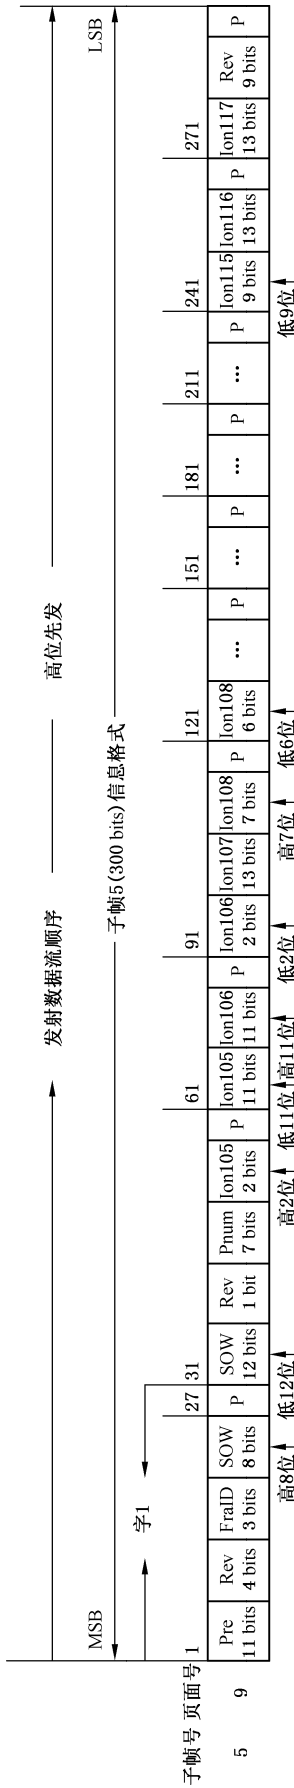 发射数据流顺序 高位先发
MSB 子帧5(300 bits)信息格式 LSB
字1
子帧号 页面号 1 27 31 61 91 121 151 181 211 241 271
5 9
Pre 11 bits
Rev 4 bits
FraID 3 bits
SOW 8 bits
P
SOW 12 bits
Rev 1 bit
Pnum 7 bits
Ion105 2 bits
P
Ion105 11 bits
Ion106 11 bits
P
Ion106 2 bits
Ion107 13 bits
Ion108 7 bits
P
Ion108 6 bits
…
P
…
P
…
P
…
P
Ion115 9 bits
Ion116 13 bits
P
Ion117 13 bits
Rev 9 bits
P
高8位 低12位 高2位 低11位 高11位 低2位 高7位 低6位 低9位